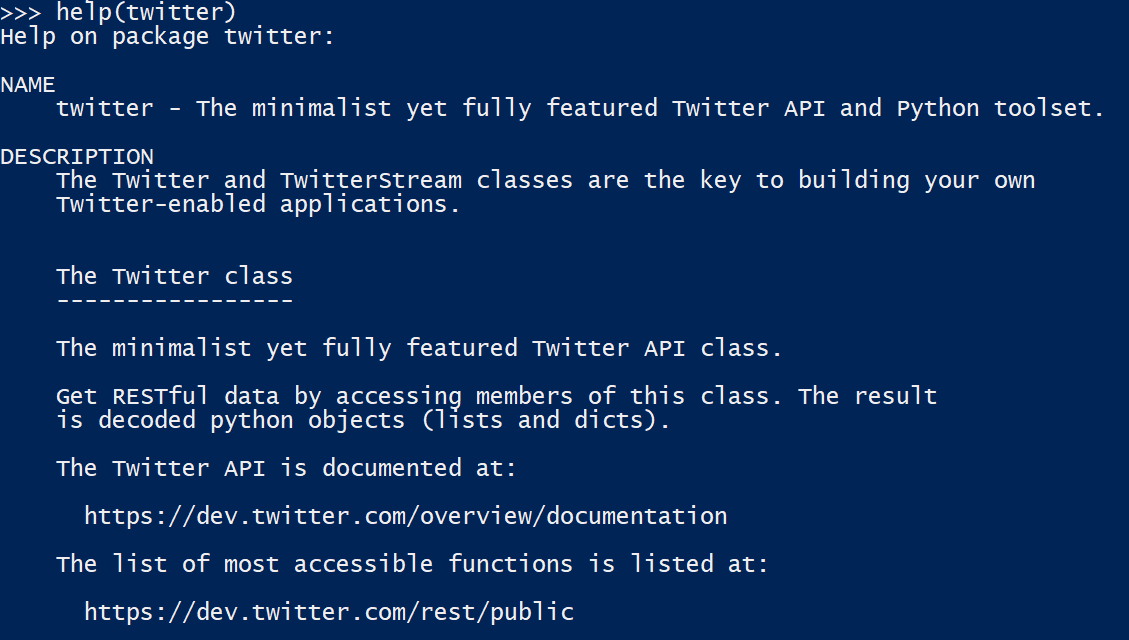 >>> help(twitter)
Help on package twitter:
NAME
twitter - The minimalist yet fully featured Twitter API and Python toolset.
DESCRIPTION
The Twitter and TwitterStream classes are the key to building your own
Twitter-enabled applications.
The Twitter class
-----------------
The minimalist yet fully featured Twitter API class.
Get RESTful data by accessing members of this class. The result
is decoded python objects (lists and dicts).
The Twitter API is documented at:
https://dev.twitter.com/overview/documentation
The list of most accessible functions is listed at:
https://dev.twitter.com/rest/public